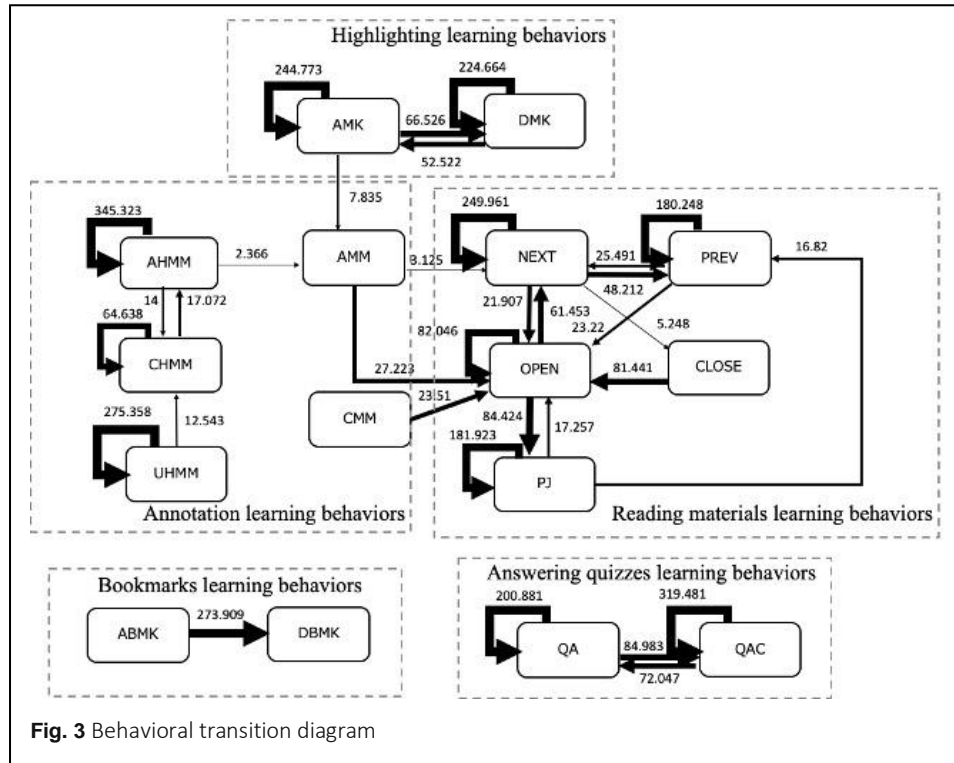 Highlighting learning behaviors
244.773
224.664
AMK
66.526
DMK
52.522
7.835
345.323
AHMM
2.366
AMM
3.125
249.961
NEXT
25.491
180.248
PREV
16.82
48.212
14
17.072
21.907
61.453
23.22
5.248
64.638
CHMM
82.046
OPEN
81.441
CLOSE
27.223
23.51
CMM
275.358
12.543
UHMM
84.424
17.257
181.923
PJ
Annotation learning behaviors
Reading materials learning behaviors
Bookmarks learning behaviors
ABMK
273.909
DBMK
Answering quizzes learning behaviors
200.881
319.481
QA
84.983
QAC
72.047
Fig. 3 Behavioral transition diagram